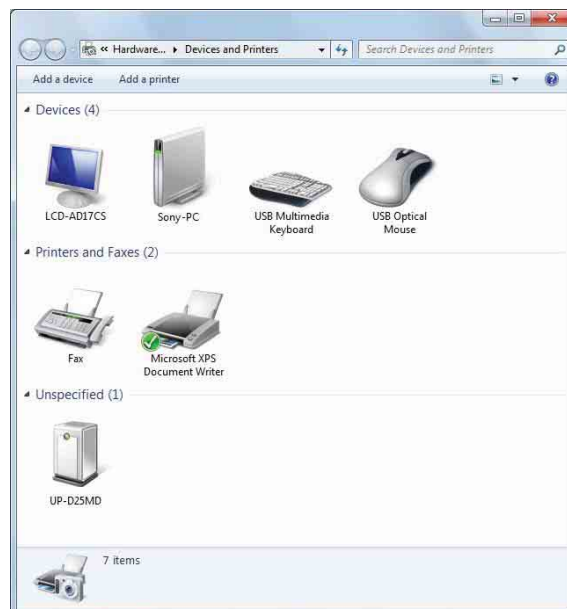 « Hardware... ▸ Devices and Printers
Search Devices and Printers
Add a device Add a printer
Devices (4)
LCD-AD17CS
Sony-PC
USB Multimedia
Keyboard
USB Optical
Mouse
Printers and Faxes (2)
Fax
Microsoft XPS
Document Writer
Unspecified (1)
UP-D25MD
7 items